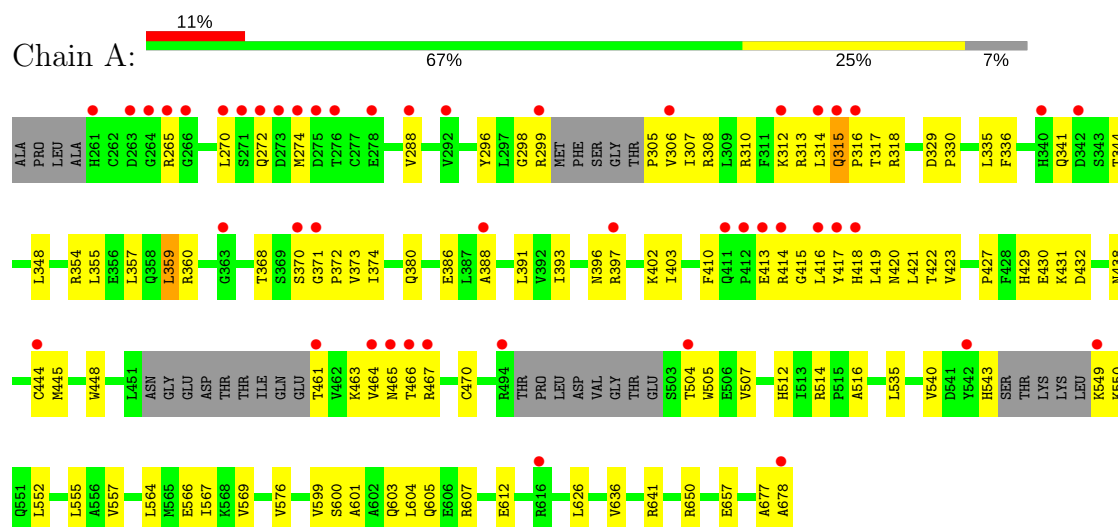 11%
Chain A:
67% 25% 7%
ALA PRO LEU ALA H261 C262 D263 G264 R265 G266 L270 S271 Q272 D273 M274 D275 T276 C277 E278 V288 V292 Y296 L297 G298 R299 MET PHE SER GLY THR P305 V306 I307 R308 L309 R310 F311 K312 R313 L314 Q315 P316 T317 R318 D329 P330 L335 F336 H340 Q341 D342 S343 T344
L348 R354 L355 E356 L357 Q358 L359 R360 G363 T368 S369 S370 G371 P372 V373 I374 Q380 E386 L387 A388 L391 V392 I393 N396 R397 K402 I403 F410 Q411 P412 E413 R414 G415 L416 Y417 H418 L419 N420 L421 T422 V423 P427 F428 H429 E430 K431 D432 N438
C444 M445 W448 L451 ASN GLY GLU ASP THR THR ILE GLN GLU T461 V462 K463 V464 N465 T466 R467 C470 R494 THR PRO LEU ASP VAL GLY THR GLU S503 T504 W505 E506 V507 H512 I513 R514 P515 A516 L535 V540 D541 Y542 H543 SER THR LYS LYS LEU K549 K550
Q551 L552 L555 A556 V557 L564 M565 E566 I567 K568 V569 V576 V599 S600 A601 A602 Q603 L604 Q605 E606 R607 E612 R616 L626 V636 R641 R650 E657 A677 A678